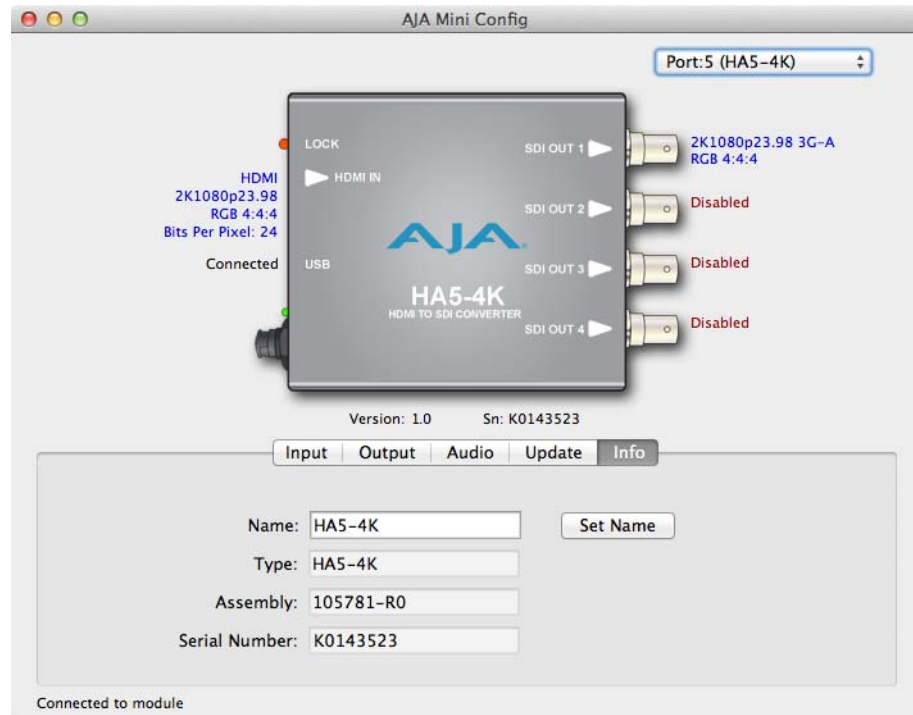 AJA Mini Config
Port:5 (HA5-4K)
LOCK
HDMI IN
USB
HDMI
2K1080p23.98
RGB 4:4:4
Bits Per Pixel: 24
Connected
AJA
HA5-4K
HDMI TO SDI CONVERTER
SDI OUT 1
2K1080p23.98 3G-A
RGB 4:4:4
SDI OUT 2
Disabled
SDI OUT 3
Disabled
SDI OUT 4
Disabled
Version: 1.0 Sn: K0143523
Input Output Audio Update Info
Name: HA5-4K Set Name
Type: HA5-4K
Assembly: 105781-R0
Serial Number: K0143523
Connected to module